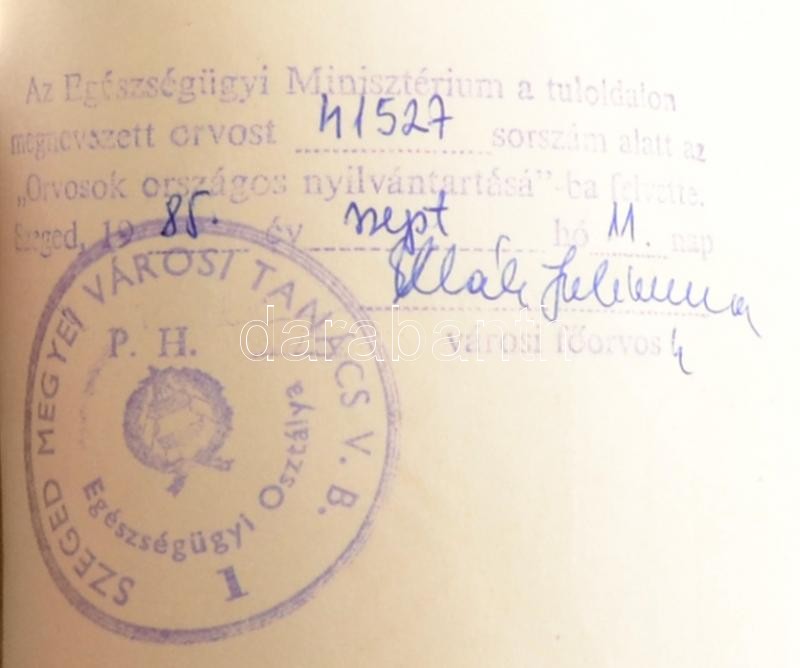 Az Egészségügyi Minisztérium a tuloldalon
megnevezett orvost 41527 sorszám alatt az
„Orvosok országos nyilvántartásá”-ba felvette.
Szeged, 19 85. év szept hó 11. nap
P. H.
városi főorvos h
SZEGED MEGYEI VÁROSI TANÁCS V. B.
Egészségügyi Osztálya
1
darabanth